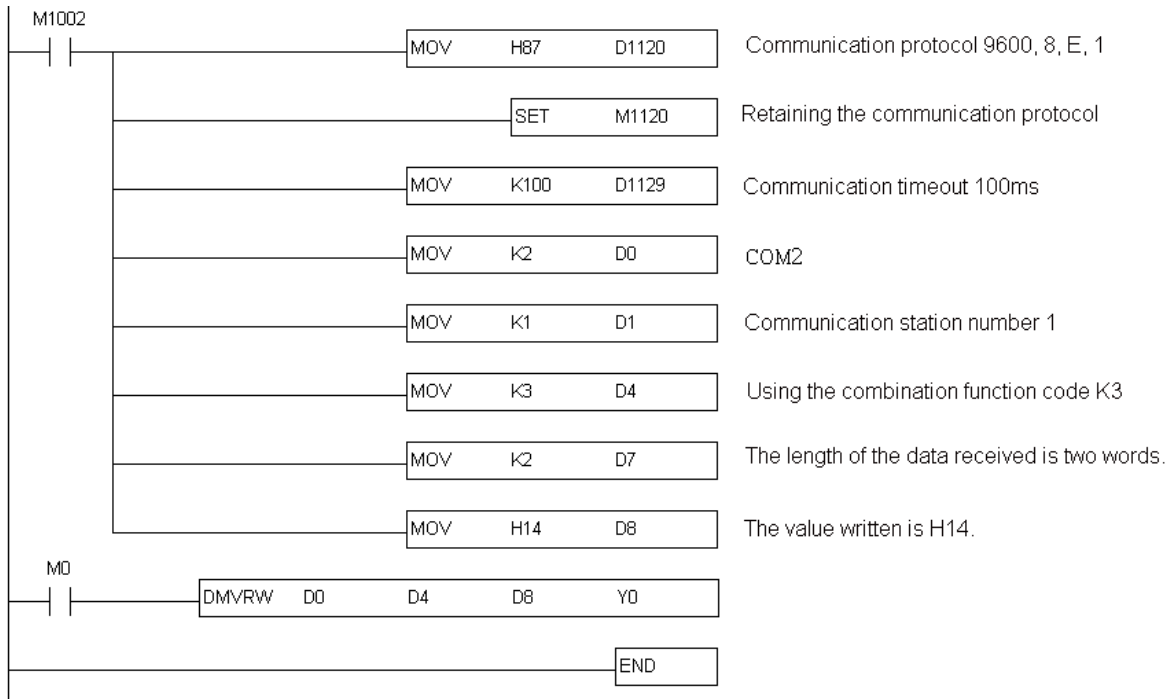 M1002
MOV H87 D1120 Communication protocol 9600, 8, E, 1
SET M1120 Retaining the communication protocol
MOV K100 D1129 Communication timeout 100ms
MOV K2 D0 COM2
MOV K1 D1 Communication station number 1
MOV K3 D4 Using the combination function code K3
MOV K2 D7 The length of the data received is two words.
MOV H14 D8 The value written is H14.
M0
DMVRW D0 D4 D8 Y0
END